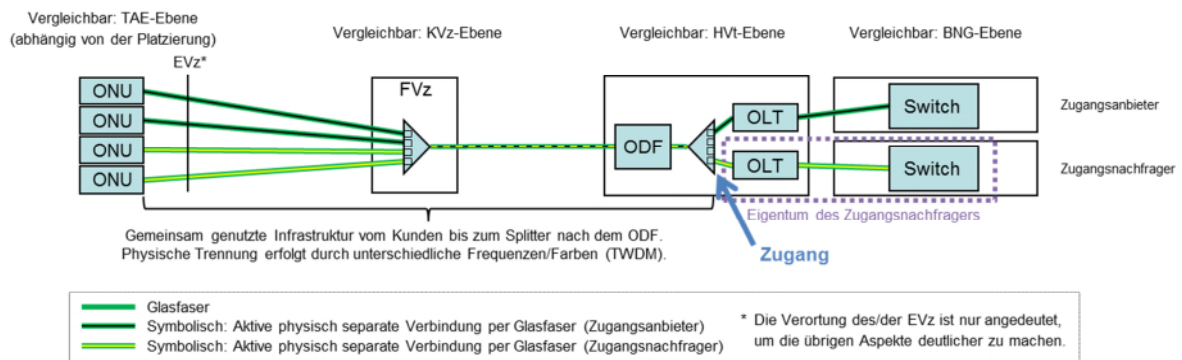 Vergleichbar: TAE-Ebene
(abhängig von der Platzierung)
Vergleichbar: KVz-Ebene
Vergleichbar: HVt-Ebene
Vergleichbar: BNG-Ebene
EVz*
FVz
ONU
ONU
ONU
ONU
ODF
OLT
Switch
Zugangsanbieter
OLT
Switch
Zugangsnachfrager
Eigentum des Zugangsnachfragers
Gemeinsam genutzte Infrastruktur vom Kunden bis zum Splitter nach dem ODF.
Physische Trennung erfolgt durch unterschiedliche Frequenzen/Farben (TWDM).
Zugang
Glasfaser
Symbolisch: Aktive physisch separate Verbindung per Glasfaser (Zugangsanbieter)
Symbolisch: Aktive physisch separate Verbindung per Glasfaser (Zugangsnachfrager)
* Die Verortung des/der EVz ist nur angedeutet,
um die übrigen Aspekte deutlicher zu machen.